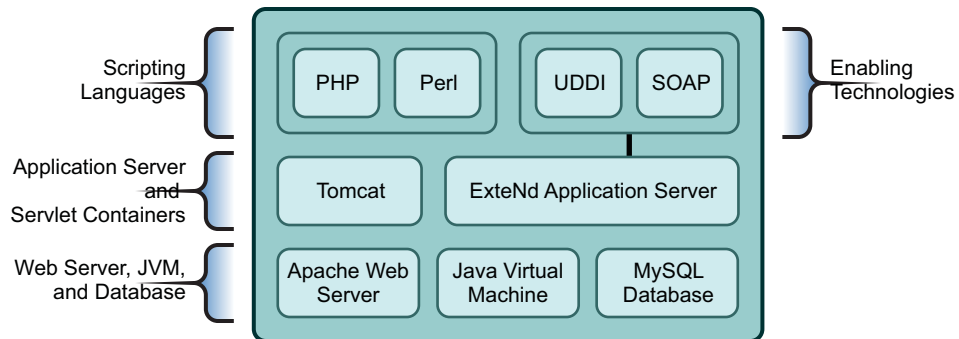 Scripting
Languages
PHP
Perl
UDDI
SOAP
Enabling
Technologies
Application Server
and
Servlet Containers
Tomcat
ExteNd Application Server
Web Server, JVM,
and Database
Apache Web
Server
Java Virtual
Machine
MySQL
Database